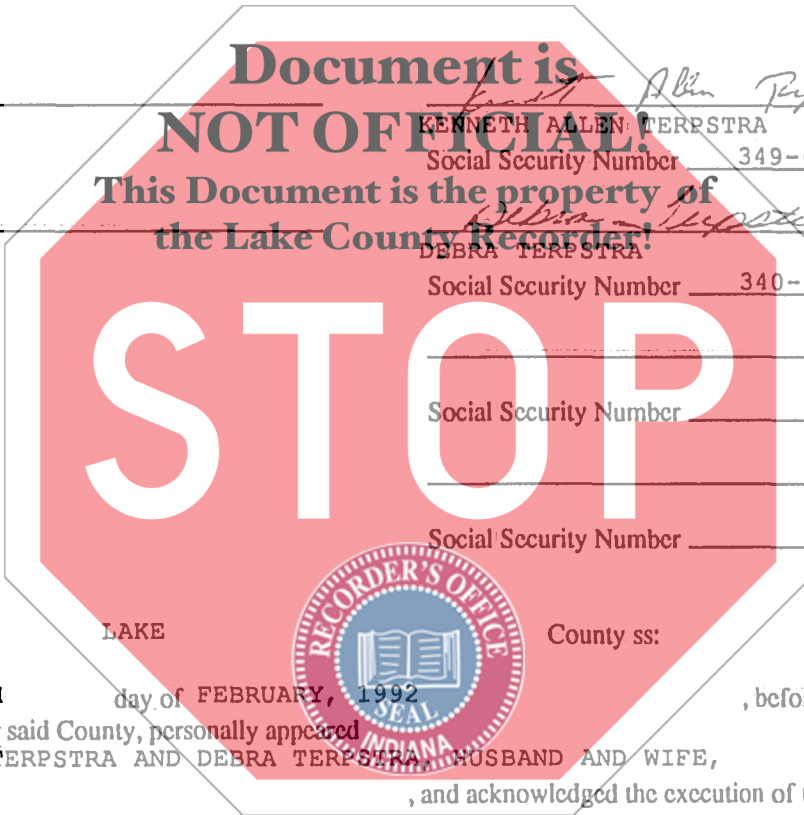 Document is
NOT OFFICIAL!
This Document is the property of
the Lake County Recorder!
STOP
KENNETH ALLEN TERPSTRA
Social Security Number 349-
DEBRA TERPSTRA
Social Security Number 340-
Social Security Number
Social Security Number
RECORDER'S OFFICE
SEAL
INDIANA
LAKE County ss:
day of FEBRUARY, 1992 , befo
said County, personally appeared
TERPSTRA AND DEBRA TERPSTRA, HUSBAND AND WIFE,
, and acknowledged the execution of